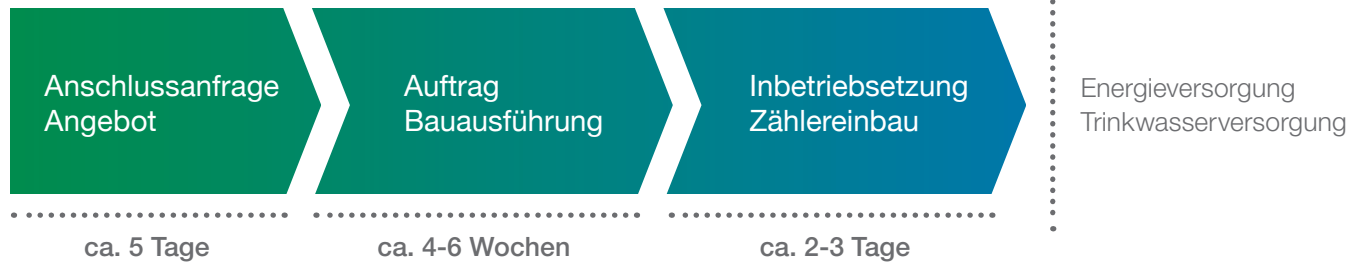 Anschlussanfrage
Angebot
Auftrag
Bauausführung
Inbetriebsetzung
Zählereinbau
Energieversorgung
Trinkwasserversorgung
ca. 5 Tage
ca. 4-6 Wochen
ca. 2-3 Tage